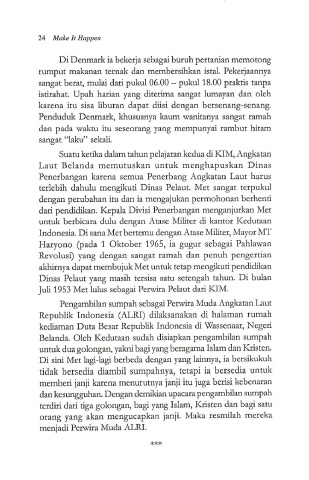 24 Make It Happen
Di Denmark ia bekerja sebagai buruh pertanian memotong
rumput makanan ternak dan membersihkan istal. Pekerjaannya
sangat berat, mulai dari pukul 06.00 – pukul 18.00 praktis tanpa
istirahat. Upah harian yang diterima sangat lumayan dan oleh
karena itu sisa liburan dapat diisi dengan bersenang-senang.
Penduduk Denmark, khususnya kaum wanitanya sangat ramah
dan pada waktu itu seseorang yang mempunyai rambut hitam
sangat “laku” sekali.
Suatu ketika dalam tahun pelajaran kedua di KIM, Angkatan
Laut Belanda memutuskan untuk menghapuskan Dinas
Penerbangan karena semua Penerbang Angkatan Laut harus
terlebih dahulu mengikuti Dinas Pelaut. Met sangat terpukul
dengan perubahan itu dan ia mengajukan permohonan berhenti
dari pendidikan. Kepala Divisi Penerbangan menganjurkan Met
untuk berbicara dulu dengan Atase Militer di kantor Kedutaan
Indonesia. Di sana Met bertemu dengan Atase Militer, Mayor MT
Haryono (pada 1 Oktober 1965, ia gugur sebagai Pahlawan
Revolusi) yang dengan sangat ramah dan penuh pengertian
akhirnya dapat membujuk Met untuk tetap mengikuti pendidikan
Dinas Pelaut yang masih tersisa satu setengah tahun. Di bulan
Juli 1953 Met lulus sebagai Perwira Pelaut dari KIM.
Pengambilan sumpah sebagai Perwira Muda Angkatan Laut
Republik Indonesia (ALRI) dilaksanakan di halaman rumah
kediaman Duta Besar Republik Indonesia di Wassenaar, Negeri
Belanda. Oleh Kedutaan sudah disiapkan pengambilan sumpah
untuk dua golongan, yakni bagi yang beragama Islam dan Kristen.
Di sini Met lagi-lagi berbeda dengan yang lainnya, ia bersikukuh
tidak bersedia diambil sumpahnya, tetapi ia bersedia untuk
memberi janji karena menurutnya janji itu juga berisi kebenaran
dan kesungguhan. Dengan demikian upacara pengambilan sumpah
terdiri dari tiga golongan, bagi yang Islam, Kristen dan bagi satu
orang yang akan mengucapkan janji. Maka resmilah mereka
menjadi Perwira Muda ALRI.
***